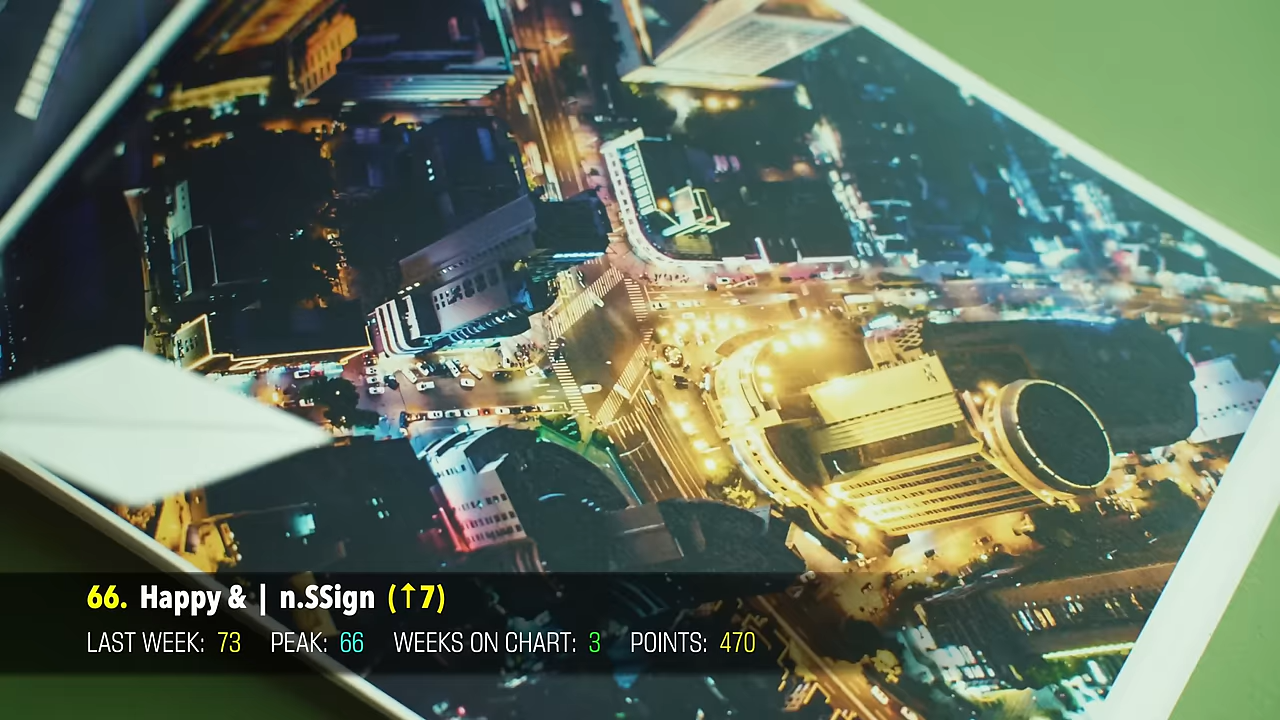 66. Happy & | n.SSign (↑7)
LAST WEEK: 73 PEAK: 66 WEEKS ON CHART: 3 POINTS: 470